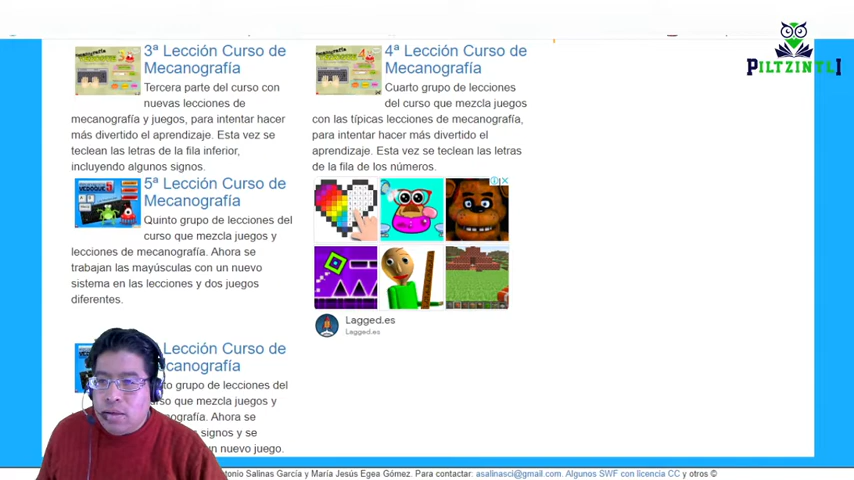 PILTZINTLI
3ª Lección Curso de
Mecanografía
Tercera parte del curso con
nuevas lecciones de
mecanografía y juegos, para intentar hacer
más divertido el aprendizaje. Esta vez se
teclean las letras de la fila inferior,
incluyendo algunos signos.
4ª Lección Curso de
Mecanografía
Cuarto grupo de lecciones
del curso que mezcla juegos
con las típicas lecciones de mecanografía,
para intentar hacer más divertido el
aprendizaje. Esta vez se teclean las letras
de la fila de los números.
5ª Lección Curso de
Mecanografía
Quinto grupo de lecciones del
curso que mezcla juegos y
lecciones de mecanografía. Ahora se
trabajan las mayúsculas con un nuevo
sistema en las lecciones y dos juegos
diferentes.
Lagged.es
Lagged.es
Lección Curso de
canografía
to grupo de lecciones del
rso que mezcla juegos y
ografía. Ahora se
signos y se
un nuevo juego.
tonio Salinas García y María Jesús Egea Gómez. Para contactar: asalinasci@gmail.com. Algunos SWF con licencia CC y otros ©